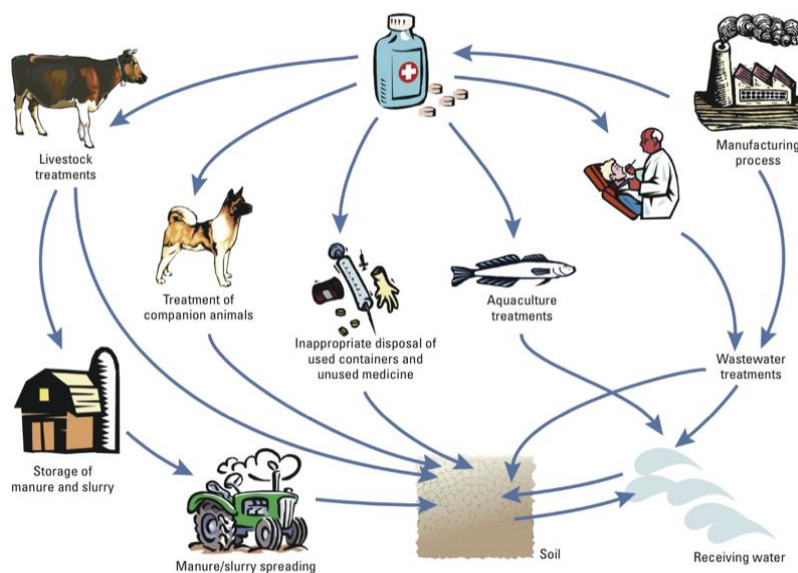 Livestock
treatments
Manufacturing
process
Treatment of
companion animals
Inappropriate disposal of
used containers and
unused medicine
Aquaculture
treatments
Wastewater
treatments
Storage of
manure and slurry
Manure/slurry spreading
Soil
Receiving water